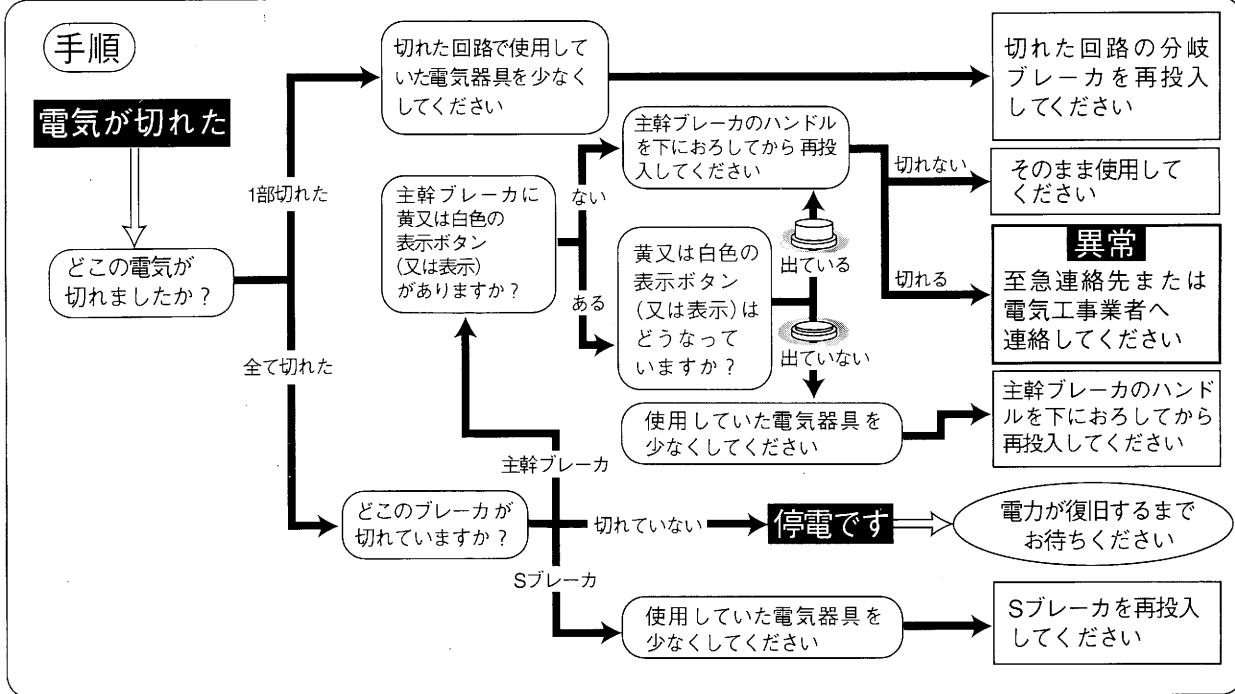 手順
電気が切れた
どこの電気が
切れましたか？
1部切れた
切れた回路で使用して
いた電気器具を少なく
してください
切れた回路の分岐
ブレーカを再投入
してください
全て切れた
どこのブレーカが
切れていますか？
主幹ブレーカ
主幹ブレーカに
黄又は白色の
表示ボタン
(又は表示)
がありますか？
ない
主幹ブレーカのハンドル
を下におろしてから再投
入してください
切れない
そのまま使用して
ください
切れる
異常
至急連絡先または
電気工事業者へ
連絡してください
ある
黄又は白色の
表示ボタン
(又は表示)は
どうなって
いますか？
出ている
出ていない
使用していた電気器具を
少なくしてください
主幹ブレーカのハンド
ルを下におろしてから
再投入してください
切れていない
停電です
電力が復旧するまで
お待ちください
Sブレーカ
使用していた電気器具を
少なくしてください
Sブレーカを再投入
してください